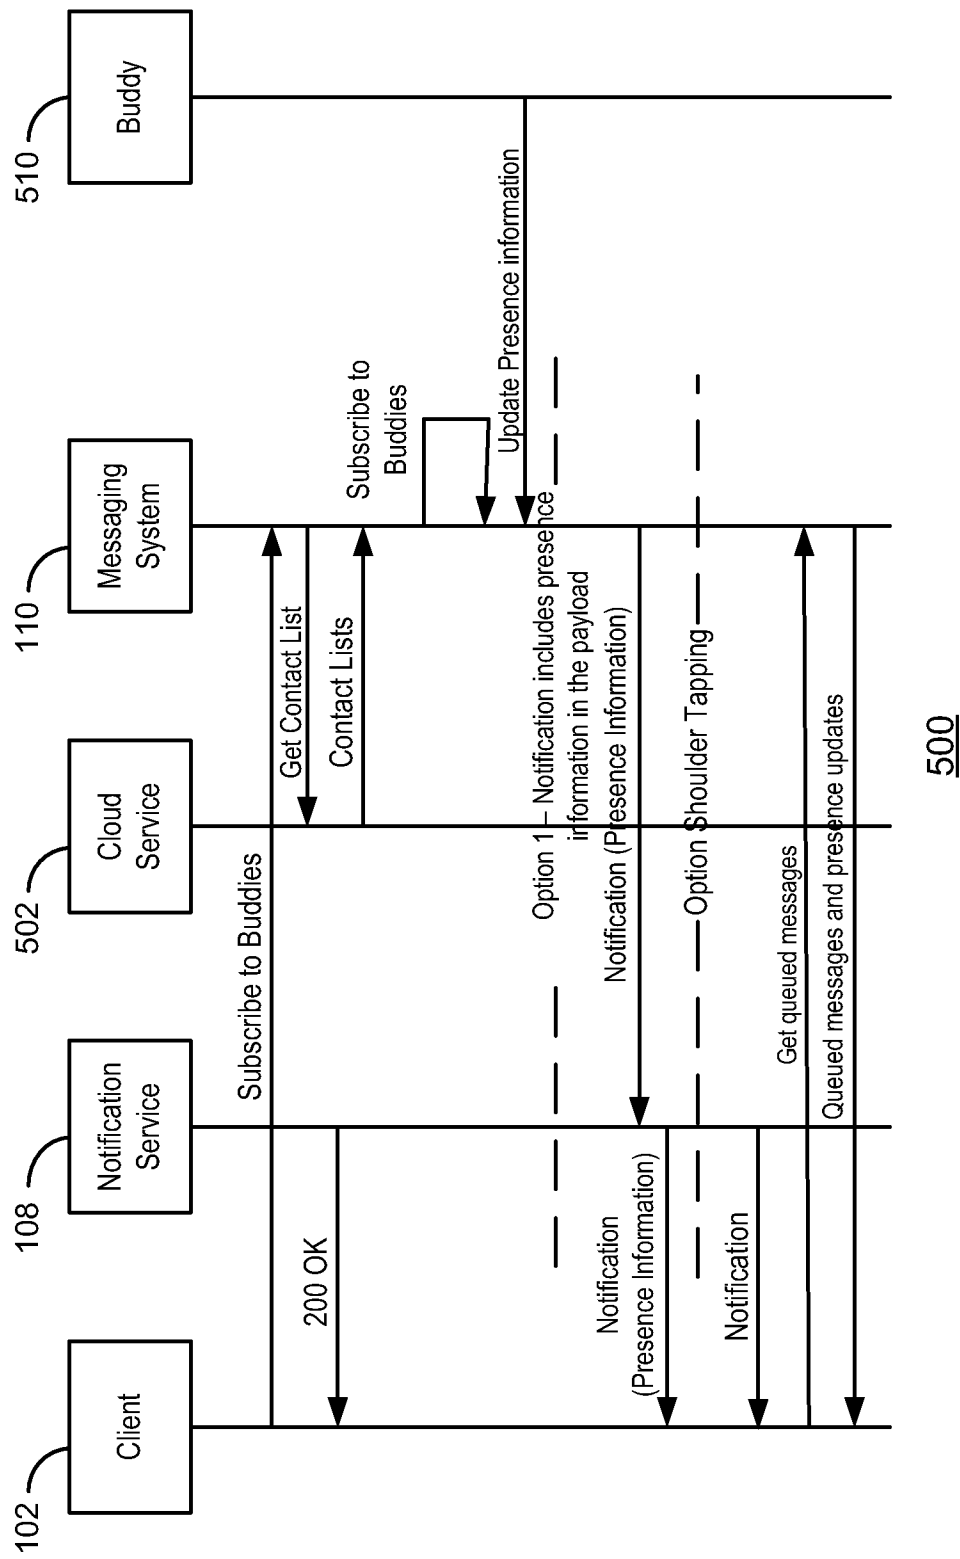 102
108
502
110
510
Client
Notification
Service
Cloud
Service
Messaging
System
Buddy
Subscribe to Buddies
Get Contact List
200 OK
Contact Lists
Subscribe to
Buddies
Update Presence information
Option 1 – Notification includes presence
information in the payload
Notification (Presence Information)
Notification
(Presence Information)
Option Shoulder Tapping
Notification
Get queued messages
Queued messages and presence updates
500